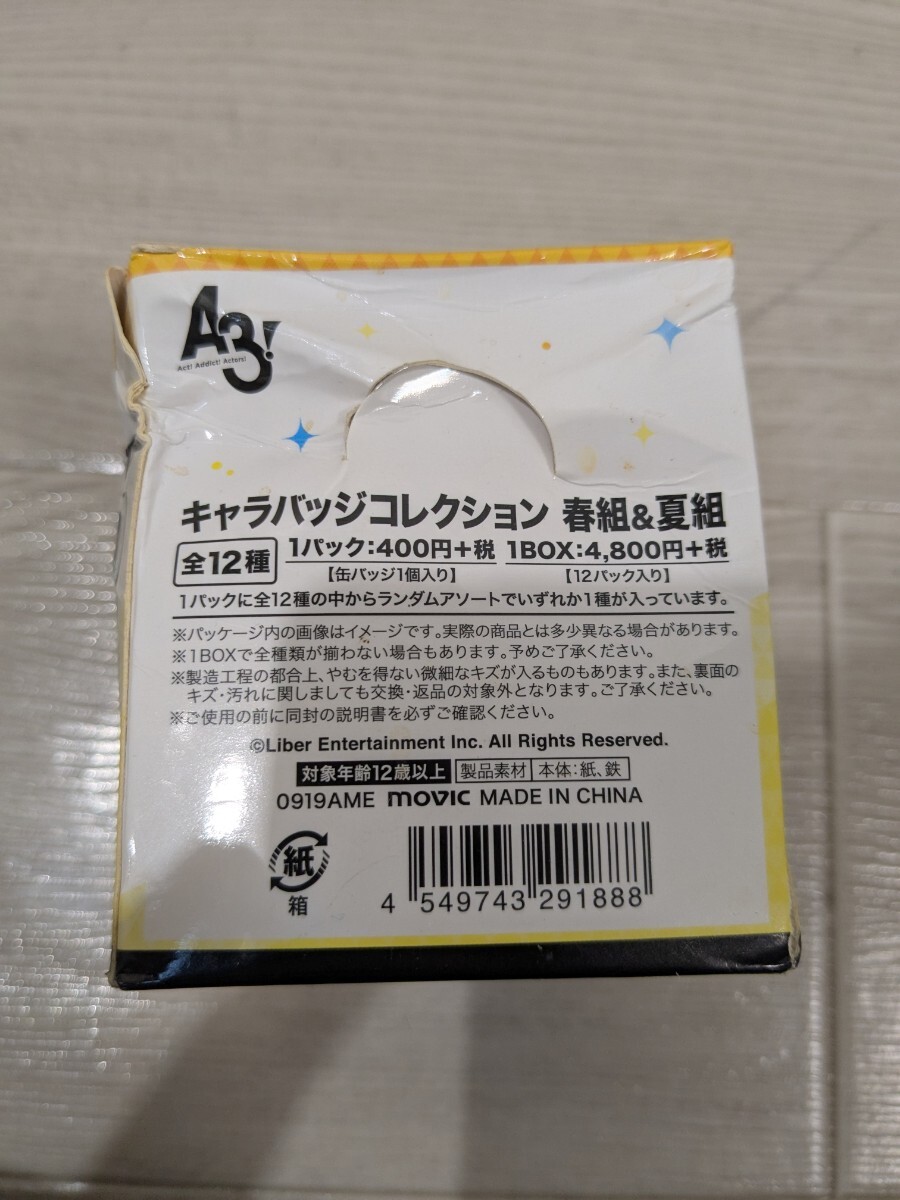 A3!
Act! Addict! Actors!
キャラバッジコレクション 春組&夏組
全12種 1パック:400円+税 1BOX:4,800円+税
【缶バッジ1個入り】 【12パック入り】
1パックに全12種の中からランダムアソートでいずれか1種が入っています。
※パッケージ内の画像はイメージです。実際の商品とは多少異なる場合があります。
※1BOXで全種類が揃わない場合もあります。予めご了承ください。
※製造工程の都合上、やむを得ない微細なキズが入るものもあります。また、裏面の
キズ・汚れに関しましても交換・返品の対象外となります。ご了承ください。
※ご使用の前に同封の説明書を必ずご確認ください。
©Liber Entertainment Inc. All Rights Reserved.
対象年齢12歳以上 製品素材 本体:紙、鉄
0919AME movic MADE IN CHINA
紙
箱
4 549743 291888